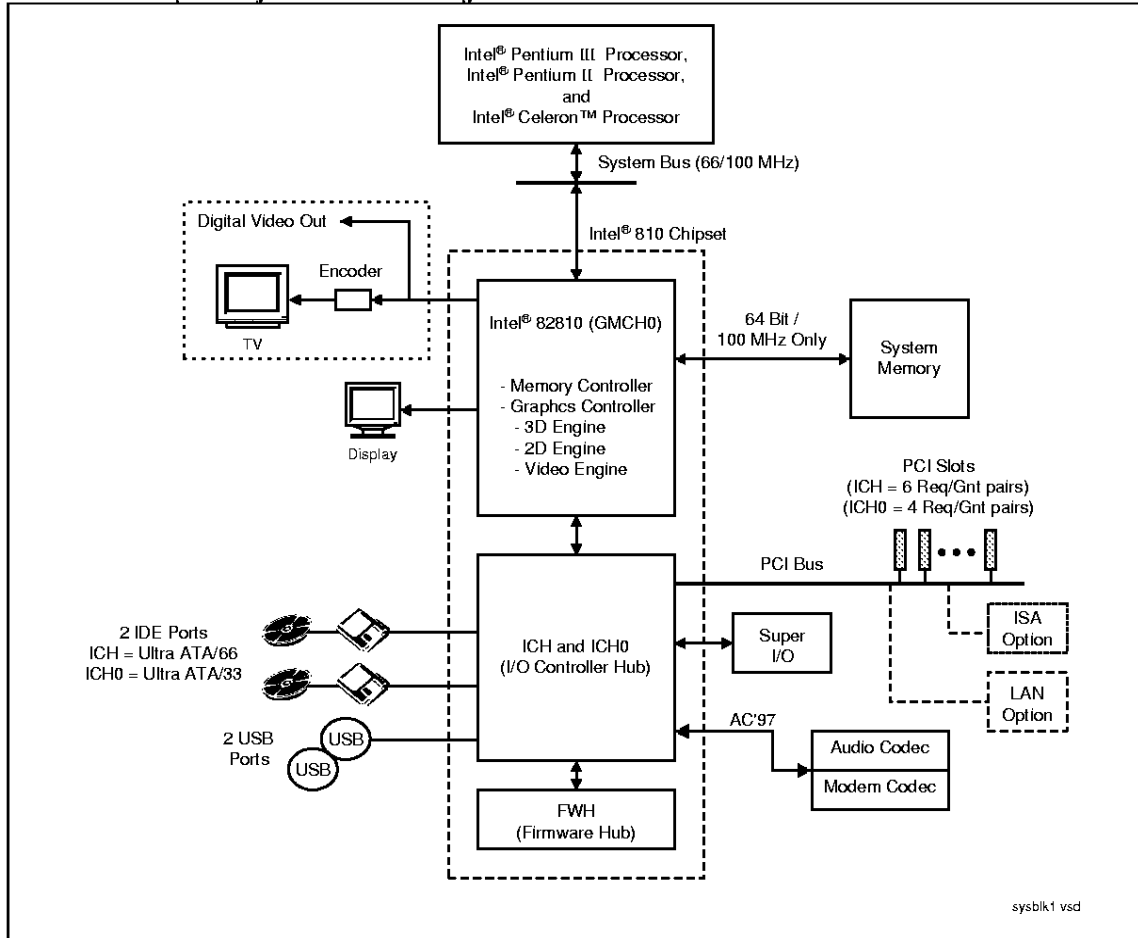 Intel® Pentium III Processor,
Intel® Pentium II Processor,
and
Intel® Celeron™ Processor
System Bus (66/100 MHz)
Digital Video Out
Intel® 810 Chipset
Encoder
TV
Intel® 82810 (GMCH0)
- Memory Controller
- Graphcs Controller
- 3D Engine
- 2D Engine
- Video Engine
64 Bit /
100 MHz Only
System
Memory
Display
PCI Slots
(ICH = 6 Req/Gnt pairs)
(ICH0 = 4 Req/Gnt pairs)
PCI Bus
2 IDE Ports
ICH = Ultra ATA/66
ICH0 = Ultra ATA/33
ICH and ICH0
(I/O Controller Hub)
Super
I/O
ISA
Option
LAN
Option
AC'97
2 USB
Ports
USB
USB
Audio Codec
Modem Codec
FWH
(Firmware Hub)
sysblk1 vsd